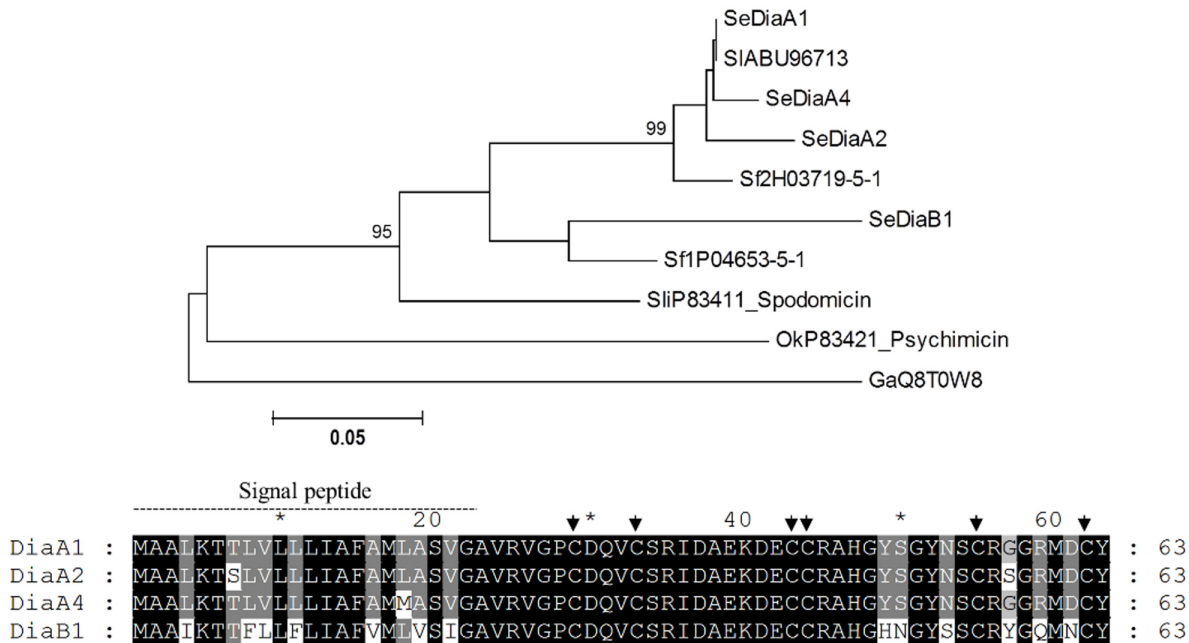 SeDiaA1
SlABU96713
SeDiaA4
99
SeDiaA2
Sf2H03719-5-1
SeDiaB1
95
Sf1P04653-5-1
SliP83411_Spodomicin
OkP83421_Psychimicin
GaQ8T0W8
0.05
Signal peptide
* 20 * 40 * 60
DiaA1 : MAALKTTLVLLLIAFAMLASVGAVRVGPCDQVCSRIDAEKDECCRAHGYSGYNSCRGGRMDCY : 63
DiaA2 : MAALKTSLVLLLIAFAMLASVGAVRVGPCDQVCSRIDAEKDECCRAHGYSGYNSCRSGRMDCY : 63
DiaA4 : MAALKTTLVLLLIAFAMMASVGAVRVGPCDQVCSRIDAEKDECCRAHGYSGYNSCRGGRMDCY : 63
DiaB1 : MAAIKTTFLLFLIAFVMLVSIGAVRVGPCDQVCSRIDAEKDECCRAHGHNGYSSCRYGQMNCY : 63